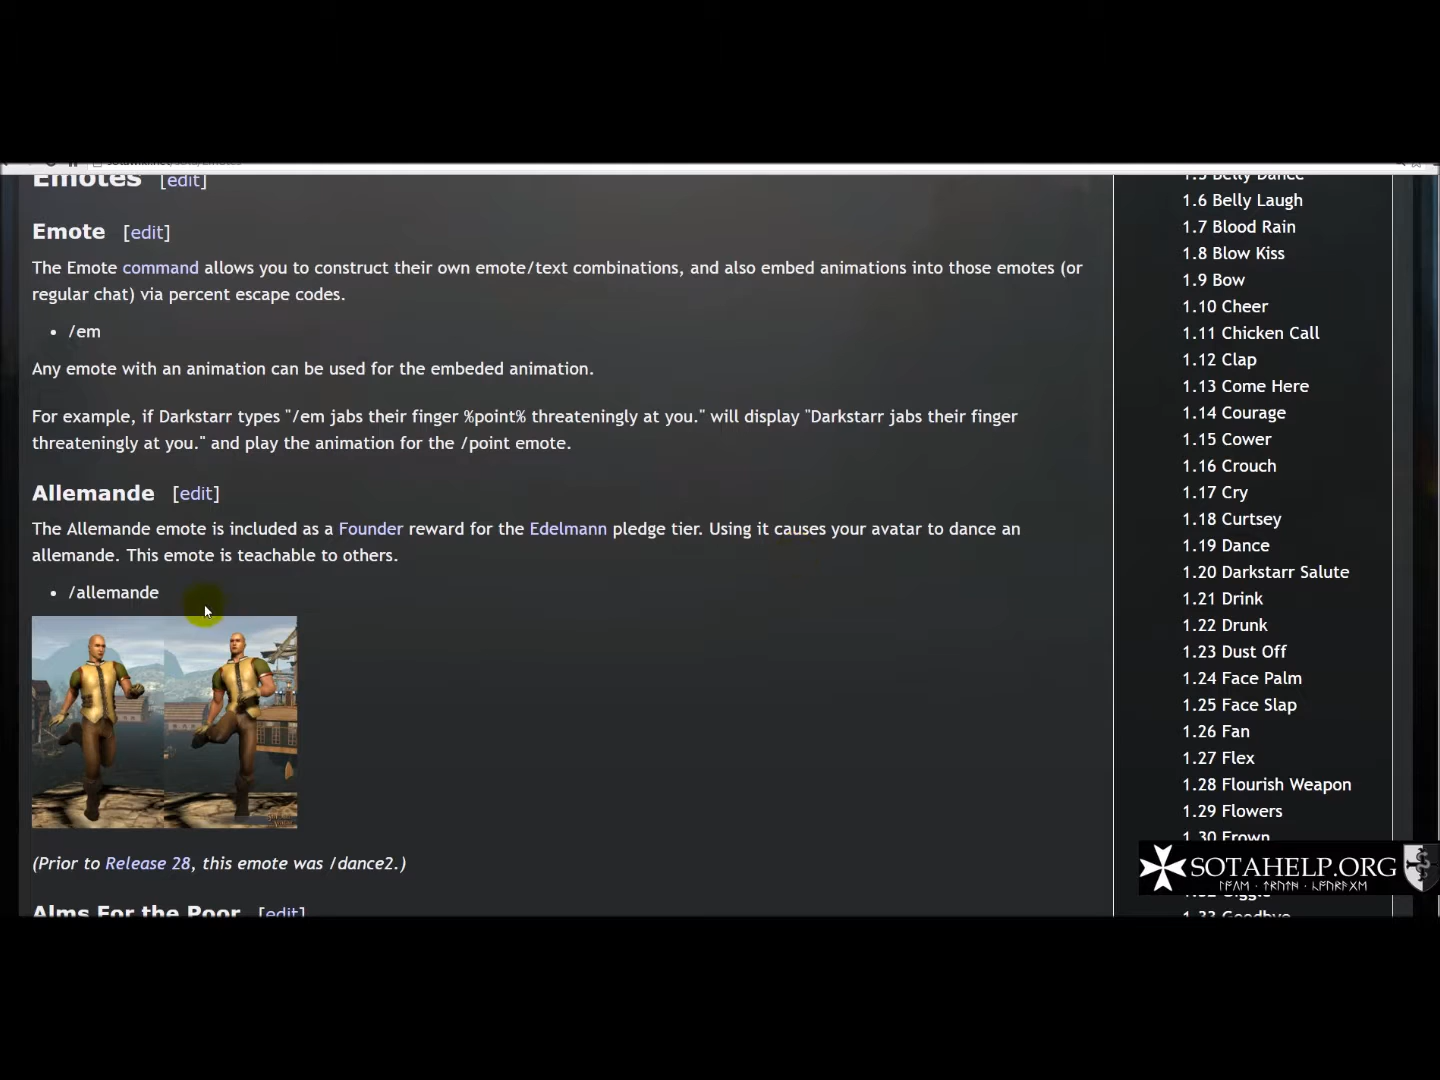 Emotes [edit]
Emote [edit]
The Emote command allows you to construct their own emote/text combinations, and also embed animations into those emotes (or
regular chat) via percent escape codes.
• /em
Any emote with an animation can be used for the embeded animation.
For example, if Darkstarr types "/em jabs their finger %point% threateningly at you." will display "Darkstarr jabs their finger
threateningly at you." and play the animation for the /point emote.
Allemande [edit]
The Allemande emote is included as a Founder reward for the Edelmann pledge tier. Using it causes your avatar to dance an
allemande. This emote is teachable to others.
• /allemande
(Prior to Release 28, this emote was /dance2.)
Alms For the Poor [edit]
1.5 Belly Dance
1.6 Belly Laugh
1.7 Blood Rain
1.8 Blow Kiss
1.9 Bow
1.10 Cheer
1.11 Chicken Call
1.12 Clap
1.13 Come Here
1.14 Courage
1.15 Cower
1.16 Crouch
1.17 Cry
1.18 Curtsey
1.19 Dance
1.20 Darkstarr Salute
1.21 Drink
1.22 Drunk
1.23 Dust Off
1.24 Face Palm
1.25 Face Slap
1.26 Fan
1.27 Flex
1.28 Flourish Weapon
1.29 Flowers
1.30 Frown
SOTAHELP.ORG
1.33 Goodbye